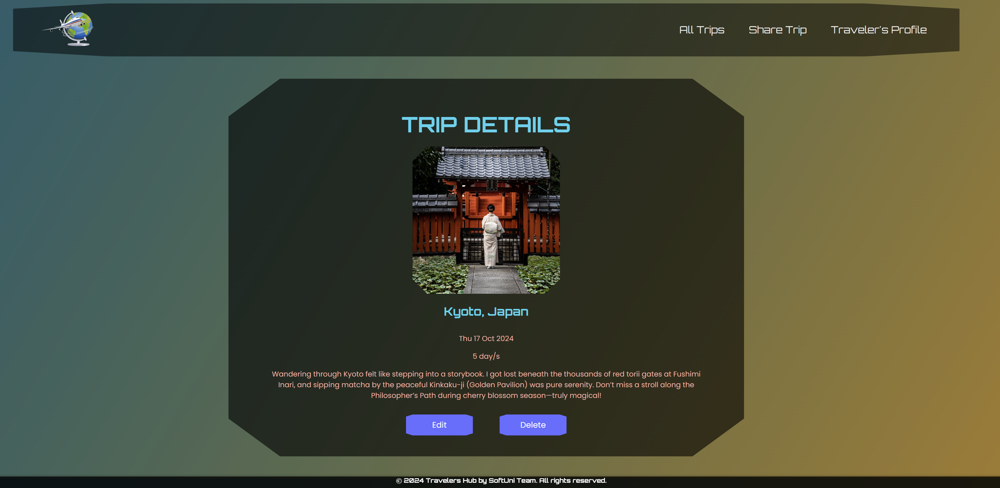 All Trips
Share Trip
Traveler's Profile
TRIP DETAILS
Kyoto, Japan
Thu 17 Oct 2024
5 day/s
Wandering through Kyoto felt like stepping into a storybook. I got lost beneath the thousands of red torii gates at Fushimi
Inari, and sipping matcha by the peaceful Kinkaku-ji (Golden Pavilion) was pure serenity. Don’t miss a stroll along the
Philosopher’s Path during cherry blossom season—truly magical!
Edit
Delete
© 2024 Travelers Hub by SoftUni Team. All rights reserved.